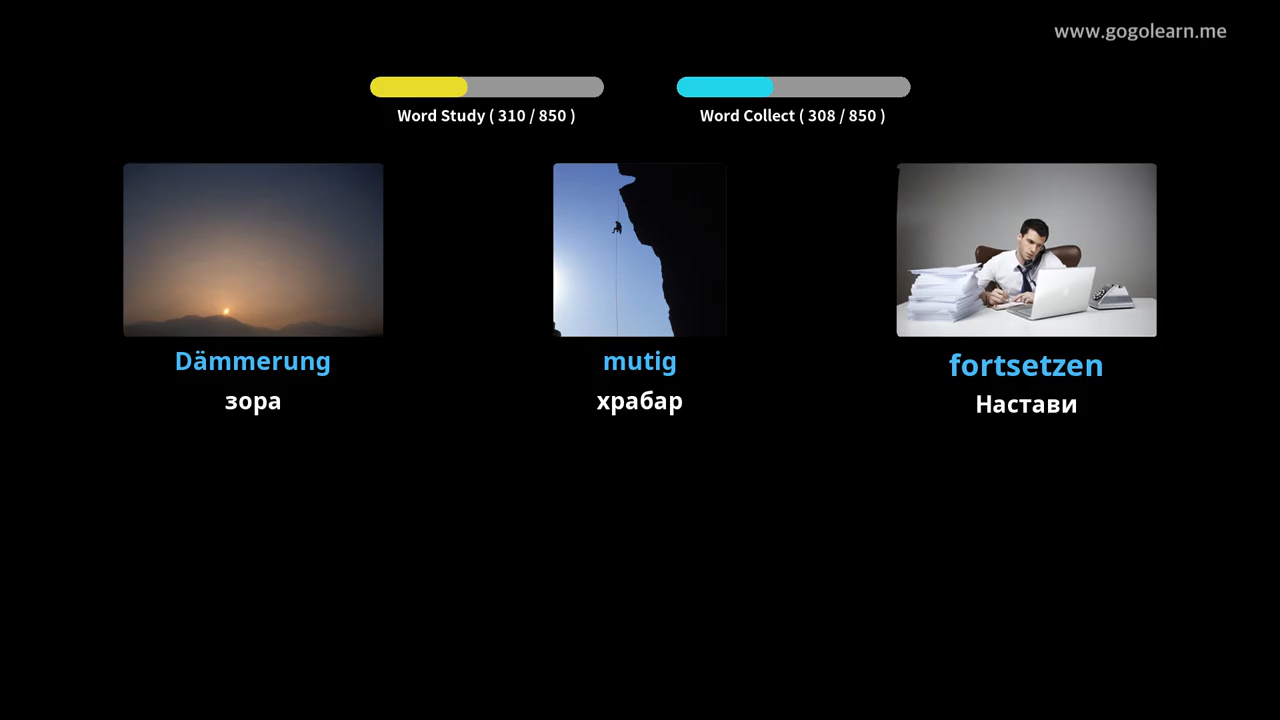 www.gogolearn.me
Word Study ( 310 / 850 )
Word Collect ( 308 / 850 )
Dämmerung
mutig
fortsetzen
зора
храбар
Настави